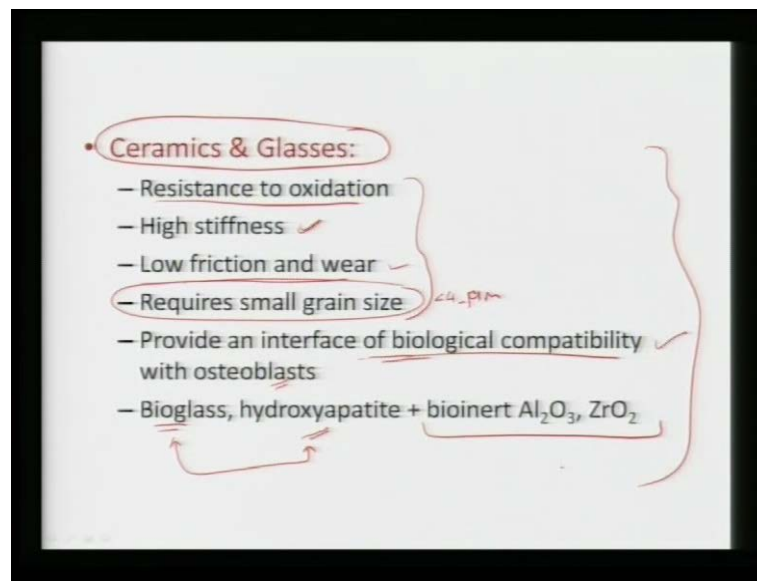 • Ceramics & Glasses:
– Resistance to oxidation
– High stiffness
– Low friction and wear
– Requires small grain size <4 µm
– Provide an interface of biological compatibility
with osteoblasts
– Bioglass, hydroxyapatite + bioinert Al₂O₃, ZrO₂